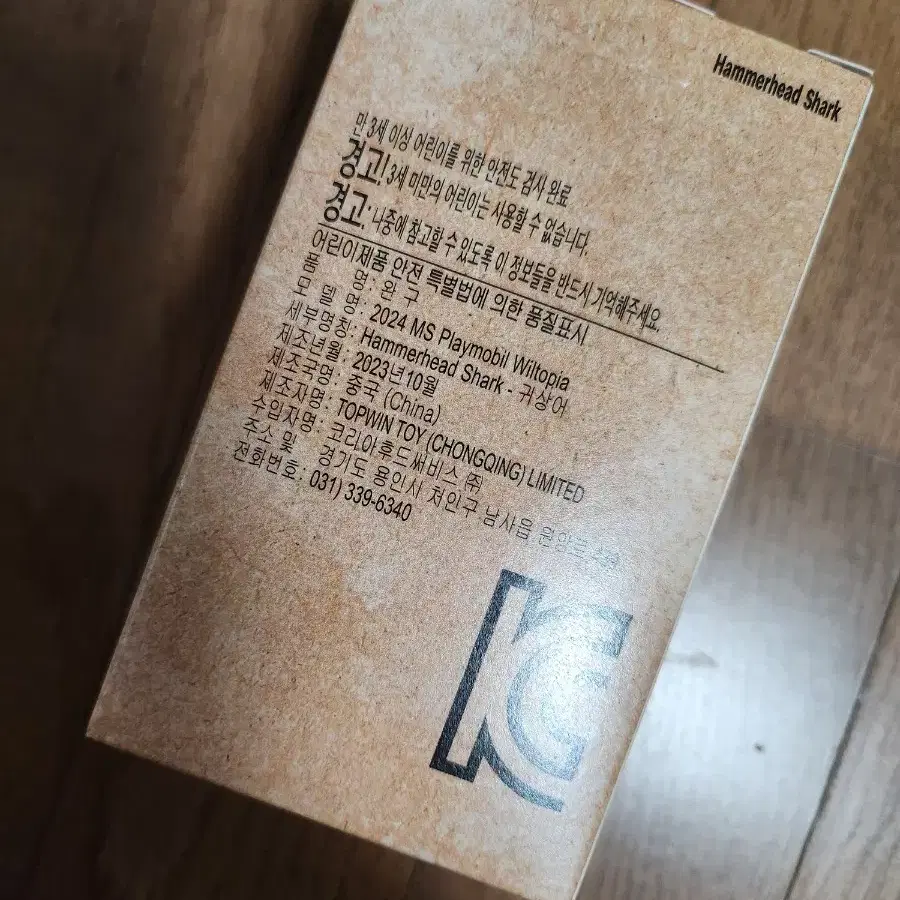 Hammerhead Shark
만 3세 이상 어린이를 위한 안전도 검사 완료
경고! 3세 미만의 어린이는 사용할 수 없습니다.
경고: 나중에 참고할 수 있도록 이 정보들을 반드시 기억해주세요.
어린이제품 안전 특별법에 의한 품질표시
품 명 : 완 구
모 델 명 : 2024 MS Playmobil Wiltopia
세부명칭 : Hammerhead Shark - 귀상어
제조년월 : 2023년10월
제조국명 : 중국 (China)
제조자명 : TOPWIN TOY (CHONGQING) LIMITED
수입자명 : 코리아후드써비스 ㈜
주소 및 : 경기도 용인시 처인구 남사읍
전화번호 : 031) 339-6340
KC